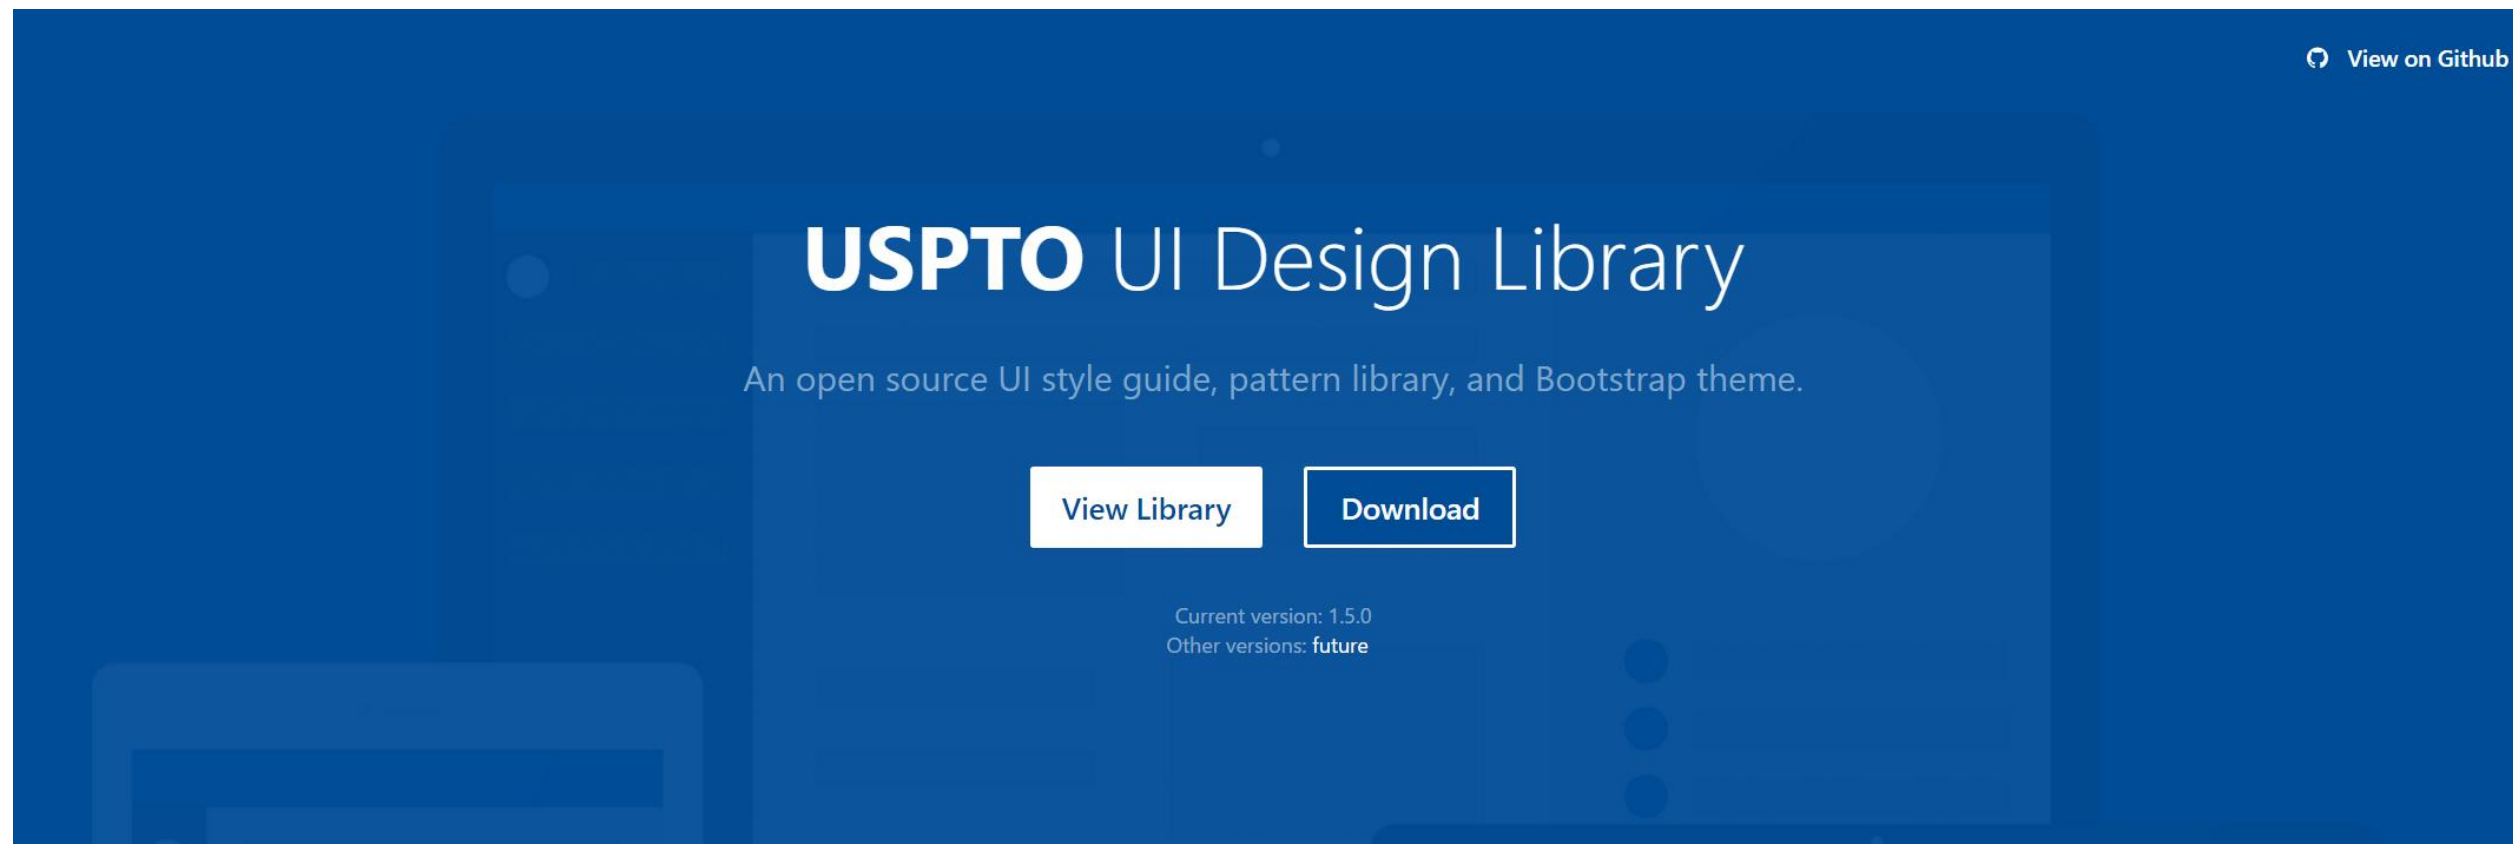 View on Github
USPTO UI Design Library
An open source UI style guide, pattern library, and Bootstrap theme.
View Library
Download
Current version: 1.5.0
Other versions: future